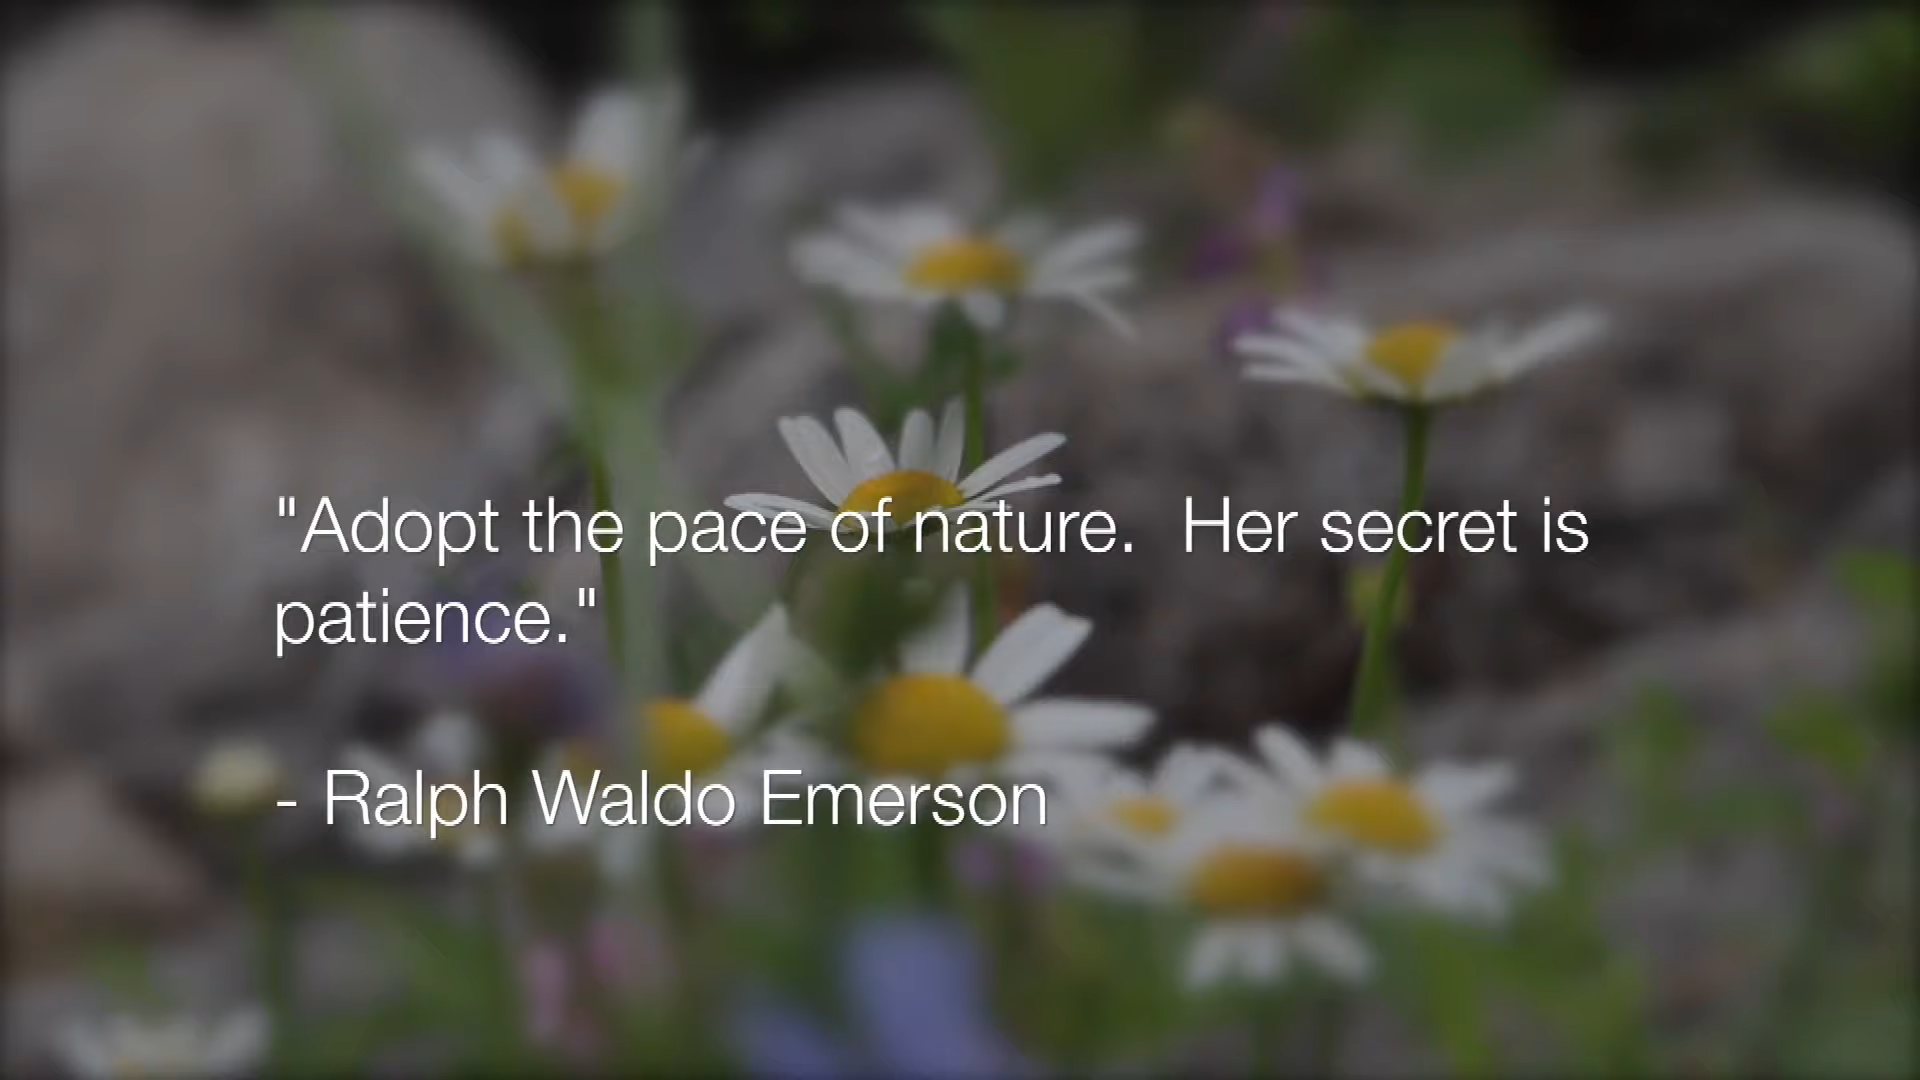 "Adopt the pace of nature.  Her secret is
patience."
- Ralph Waldo Emerson